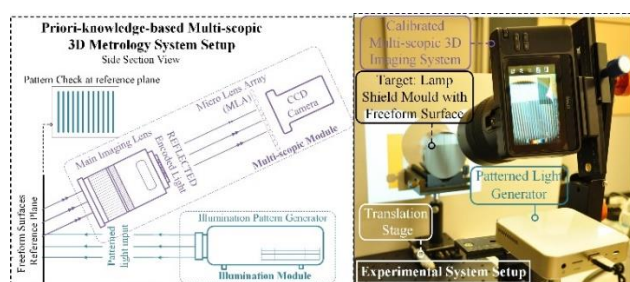 Priori-knowledge-based Multi-scopic
3D Metrology System Setup
Side Section View
Pattern Check at reference plane
Micro Lens Array
(MLA)
CCD
Camera
Main Imaging Lens
REFLECTED
Encoded Light
Multi-scopic Module
Freeform Surfaces
Reference Plane
Patterned
light input
Illumination Pattern Generator
Illumination Module
Calibrated
Multi-scopic 3D
Imaging System
Target: Lamp
Shield Mould with
Freeform Surface
Patterned Light
Generator
Translation
Stage
Experimental System Setup